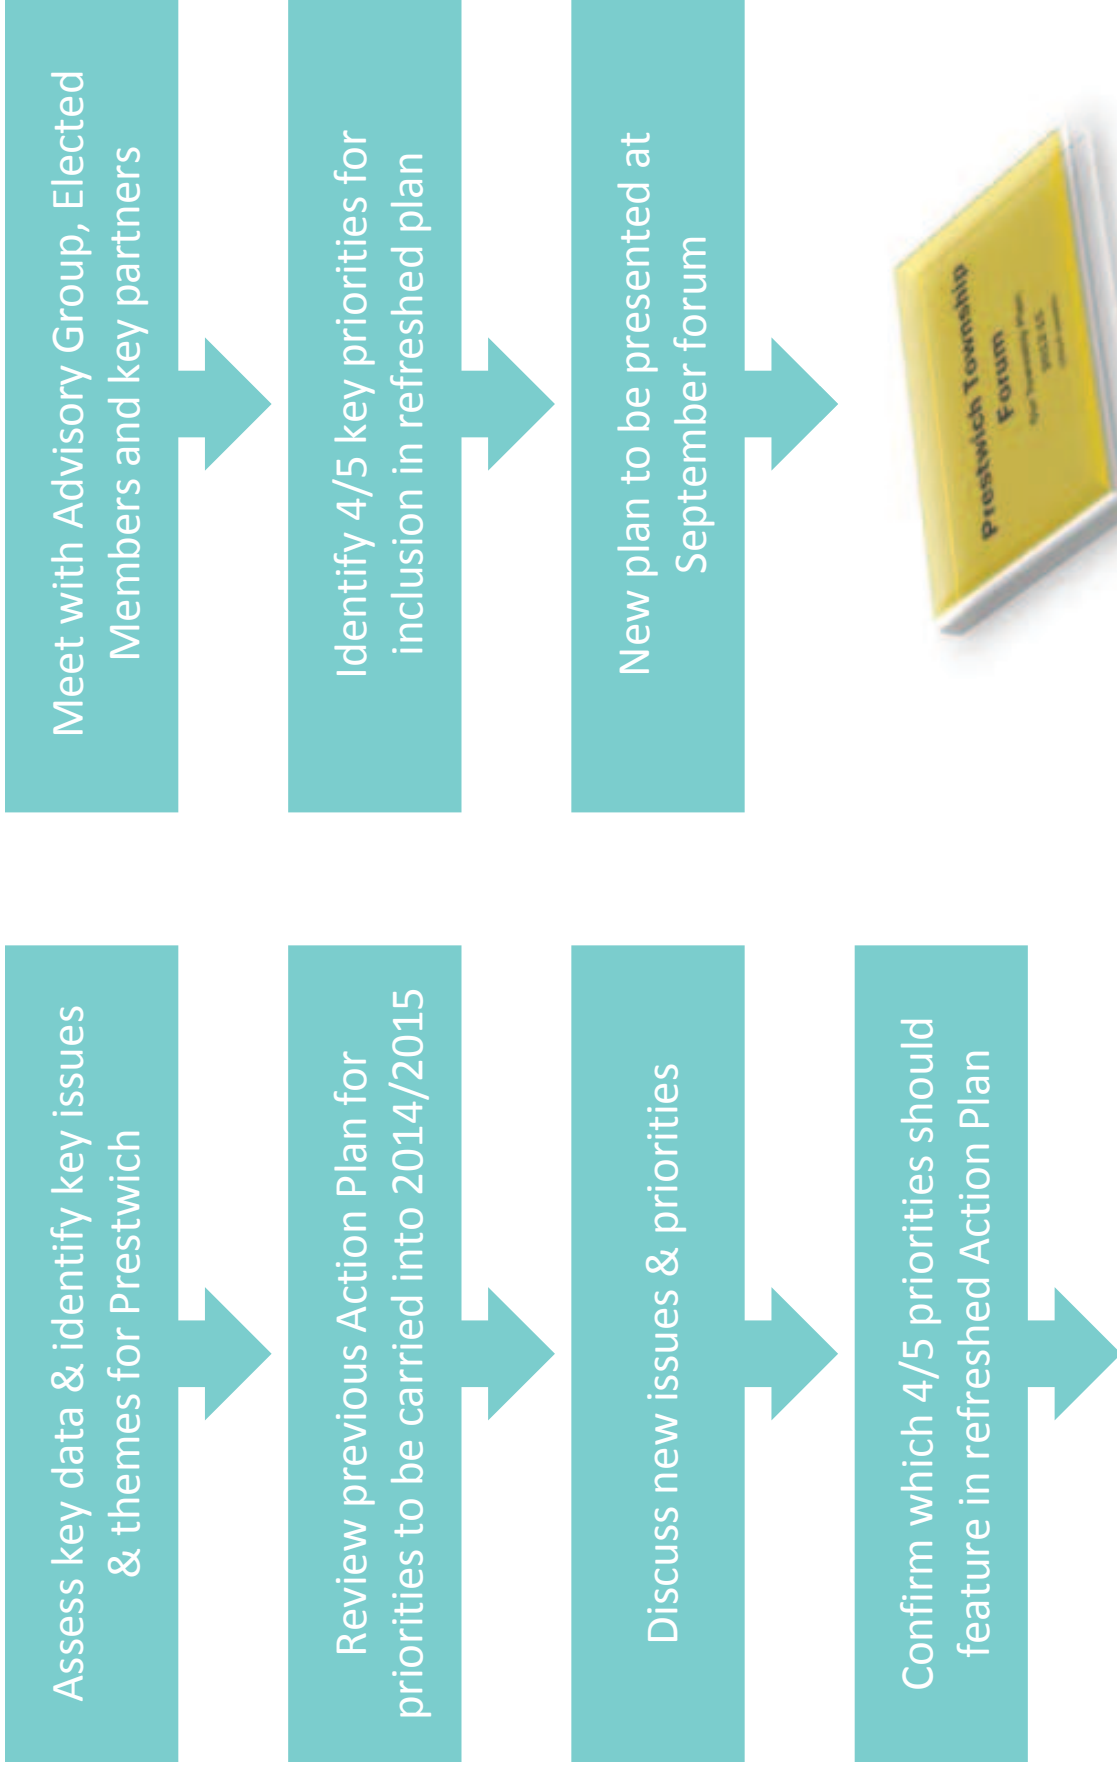 Assess key data & identify key issues
& themes for Prestwich
Review previous Action Plan for
priorities to be carried into 2014/2015
Discuss new issues & priorities
Confirm which 4/5 priorities should
feature in refreshed Action Plan
Meet with Advisory Group, Elected
Members and key partners
Identify 4/5 key priorities for
inclusion in refreshed plan
New plan to be presented at
September forum
Prestwich Township
Forum
Our Township Plan